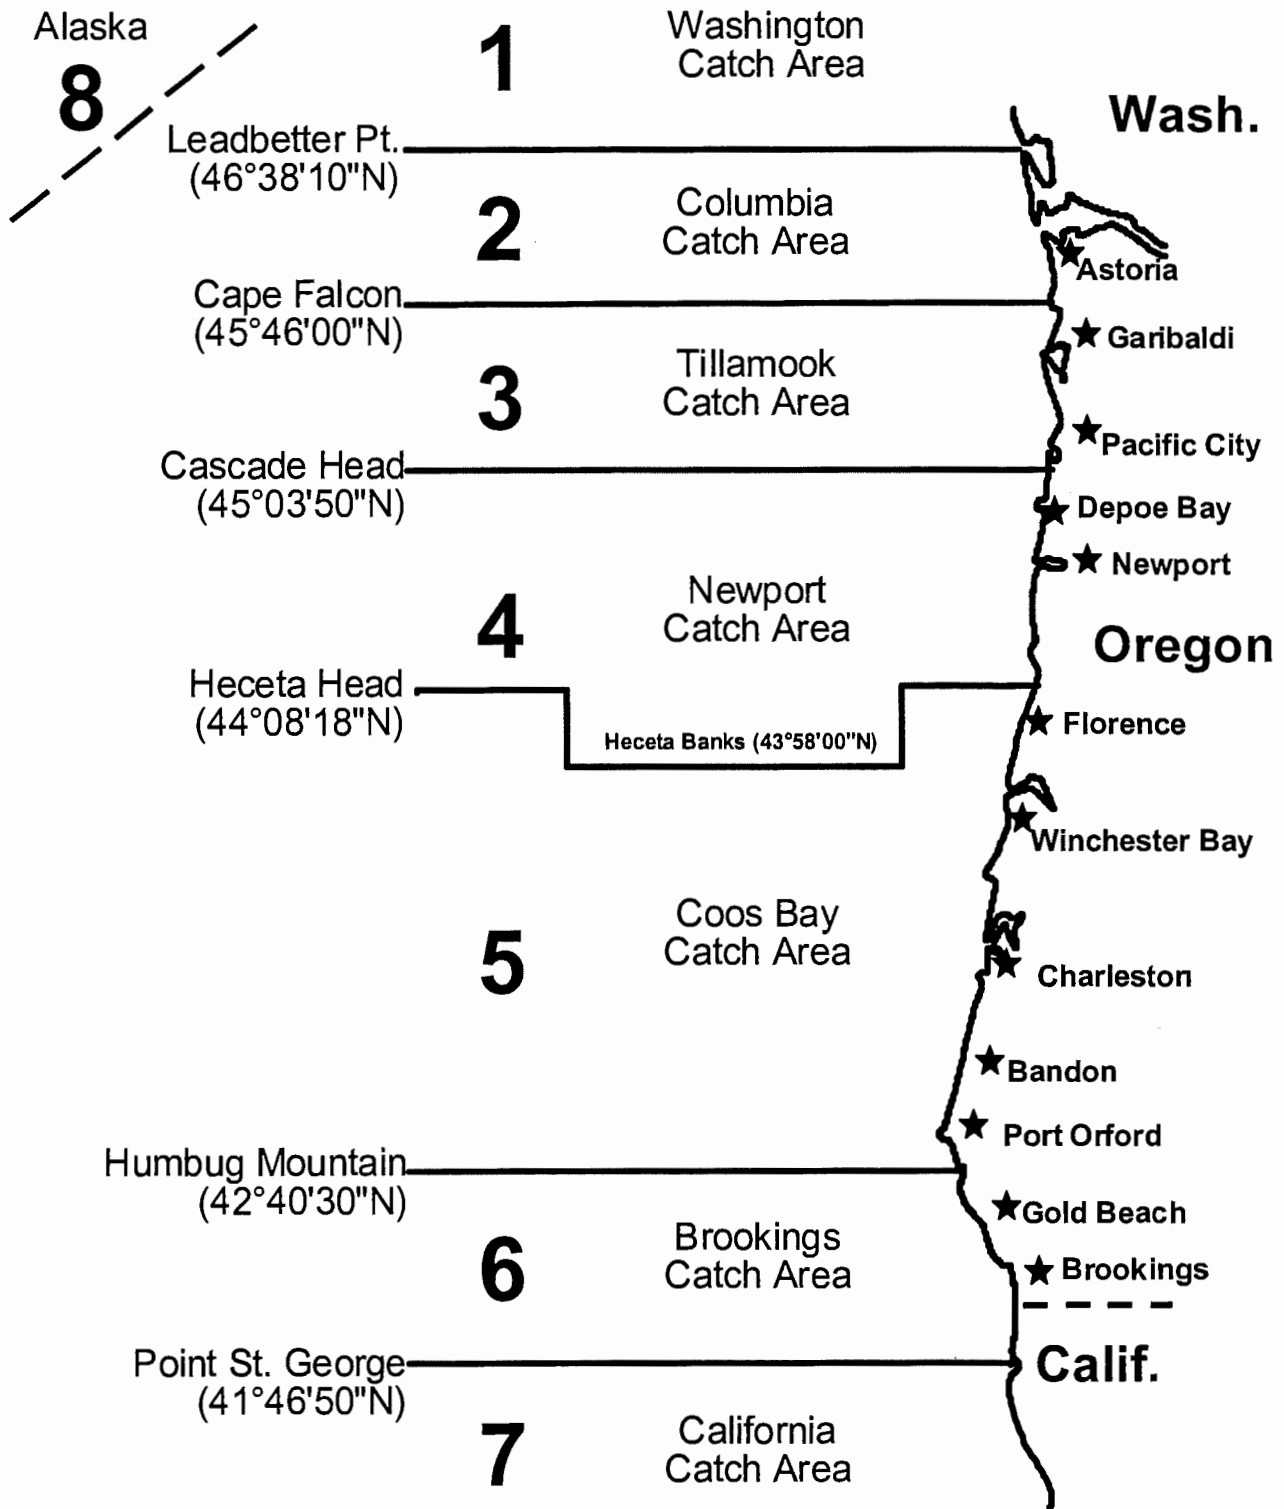 Alaska
8
1
Washington
Catch Area
Wash.
Leadbetter Pt.
(46°38'10"N)
2
Columbia
Catch Area
Astoria
Cape Falcon
(45°46'00"N)
Garibaldi
3
Tillamook
Catch Area
Pacific City
Cascade Head
(45°03'50"N)
Depoe Bay
Newport
4
Newport
Catch Area
Oregon
Heceta Head
(44°08'18"N)
Heceta Banks (43°58'00"N)
Florence
Winchester Bay
5
Coos Bay
Catch Area
Charleston
Bandon
Port Orford
Humbug Mountain
(42°40'30"N)
Gold Beach
6
Brookings
Catch Area
Brookings
Point St. George
(41°46'50"N)
Calif.
7
California
Catch Area